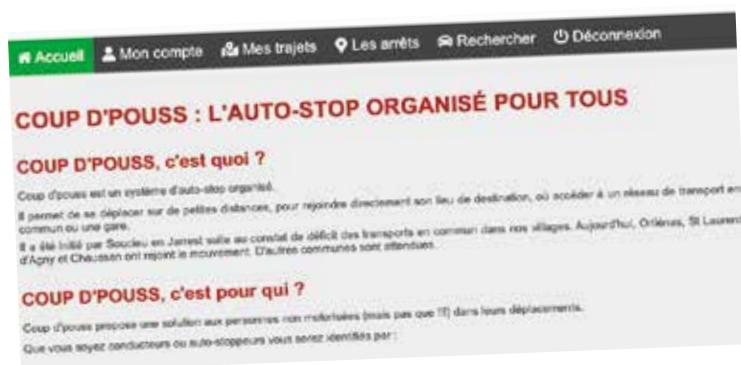 Accueil Mon compte Mes trajets Les arrêts Rechercher Déconnexion
COUP D'POUSS : L'AUTO-STOP ORGANISÉ POUR TOUS
COUP D'POUSS, c'est quoi ?
Coup d'pouss est un système d'auto-stop organisé.
Il permet de se déplacer sur de petites distances, pour rejoindre directement son lieu de destination, où accéder à un réseau de transport en
commun ou une gare.
Il a été initié par Soucieu en Jarrest suite au constat de déficit des transports en commun dans nos villages. Aujourd'hui, Orliénas, St Laurent
d'Agny et Chaussan ont rejoint le mouvement. D'autres communes sont attendues.
COUP D'POUSS, c'est pour qui ?
Coup d'pouss propose une solution aux personnes non motorisées (mais pas que !!!) dans leurs déplacements.
Que vous soyez conducteurs ou auto-stoppeurs vous serez identifiés par :